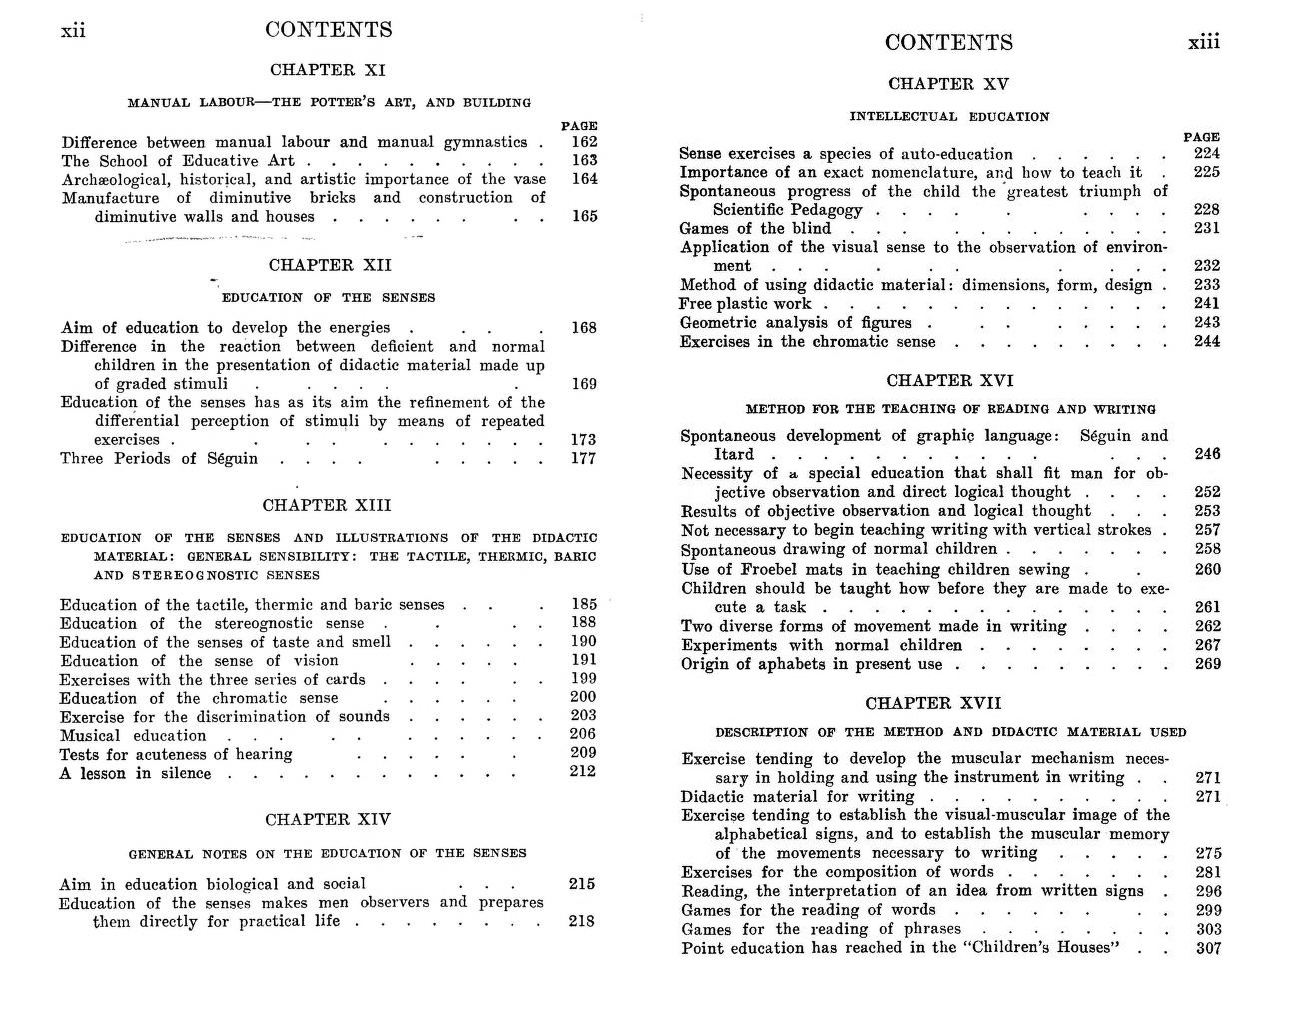 xii CONTENTS
CHAPTER XI
MANUAL LABOUR—THE POTTER'S ART, AND BUILDING
PAGE
Difference between manual labour and manual gymnastics . 162
The School of Educative Art . . . . . . . . . . 163
Archæological, historical, and artistic importance of the vase 164
Manufacture of diminutive bricks and construction of
diminutive walls and houses . . . . . . . . 165
CHAPTER XII
EDUCATION OF THE SENSES
Aim of education to develop the energies . . . . 168
Difference in the reaction between deficient and normal
children in the presentation of didactic material made up
of graded stimuli . . . . . . 169
Education of the senses has as its aim the refinement of the
differential perception of stimuli by means of repeated
exercises . . . . . . . . . . . 173
Three Periods of Séguin . . . . . . . . . 177
CHAPTER XIII
EDUCATION OF THE SENSES AND ILLUSTRATIONS OF THE DIDACTIC
MATERIAL: GENERAL SENSIBILITY: THE TACTILE, THERMIC, BARIC
AND STEREOGNOSTIC SENSES
Education of the tactile, thermic and baric senses . . . 185
Education of the stereognostic sense . . . . 188
Education of the senses of taste and smell . . . . . . 190
Education of the sense of vision . . . . . 191
Exercises with the three series of cards . . . . . . 199
Education of the chromatic sense . . . . . . 200
Exercise for the discrimination of sounds . . . . . . 203
Musical education . . . . . . . . . . . 206
Tests for acuteness of hearing . . . . . . 209
A lesson in silence . . . . . . . . . . . . 212
CHAPTER XIV
GENERAL NOTES ON THE EDUCATION OF THE SENSES
Aim in education biological and social . . . 215
Education of the senses makes men observers and prepares
them directly for practical life . . . . . . . . 218
CONTENTS xiii
CHAPTER XV
INTELLECTUAL EDUCATION
PAGE
Sense exercises a species of auto-education . . . . . . 224
Importance of an exact nomenclature, and how to teach it . 225
Spontaneous progress of the child the greatest triumph of
Scientific Pedagogy . . . . . . . . . 228
Games of the blind . . . . . . . . . . . . 231
Application of the visual sense to the observation of environ-
ment . . . . . . . . . . 232
Method of using didactic material: dimensions, form, design . 233
Free plastic work . . . . . . . . . . . . . . 241
Geometric analysis of figures . . . . . . . . 243
Exercises in the chromatic sense . . . . . . . . . 244
CHAPTER XVI
METHOD FOR THE TEACHING OF READING AND WRITING
Spontaneous development of graphic language: Séguin and
Itard . . . . . . . . . . . . . . 246
Necessity of a special education that shall fit man for ob-
jective observation and direct logical thought . . . . 252
Results of objective observation and logical thought . . . 253
Not necessary to begin teaching writing with vertical strokes . 257
Spontaneous drawing of normal children . . . . . . . 258
Use of Froebel mats in teaching children sewing . . 260
Children should be taught how before they are made to exe-
cute a task . . . . . . . . . . . . . . 261
Two diverse forms of movement made in writing . . . . 262
Experiments with normal children . . . . . . . . 267
Origin of aphabets in present use . . . . . . . . . 269
CHAPTER XVII
DESCRIPTION OF THE METHOD AND DIDACTIC MATERIAL USED
Exercise tending to develop the muscular mechanism neces-
sary in holding and using the instrument in writing . . 271
Didactic material for writing . . . . . . . . . . 271
Exercise tending to establish the visual-muscular image of the
alphabetical signs, and to establish the muscular memory
of the movements necessary to writing . . . . . 275
Exercises for the composition of words . . . . . . . 281
Reading, the interpretation of an idea from written signs . 296
Games for the reading of words . . . . . . . . 299
Games for the reading of phrases . . . . . . . . 303
Point education has reached in the "Children's Houses" . . 307